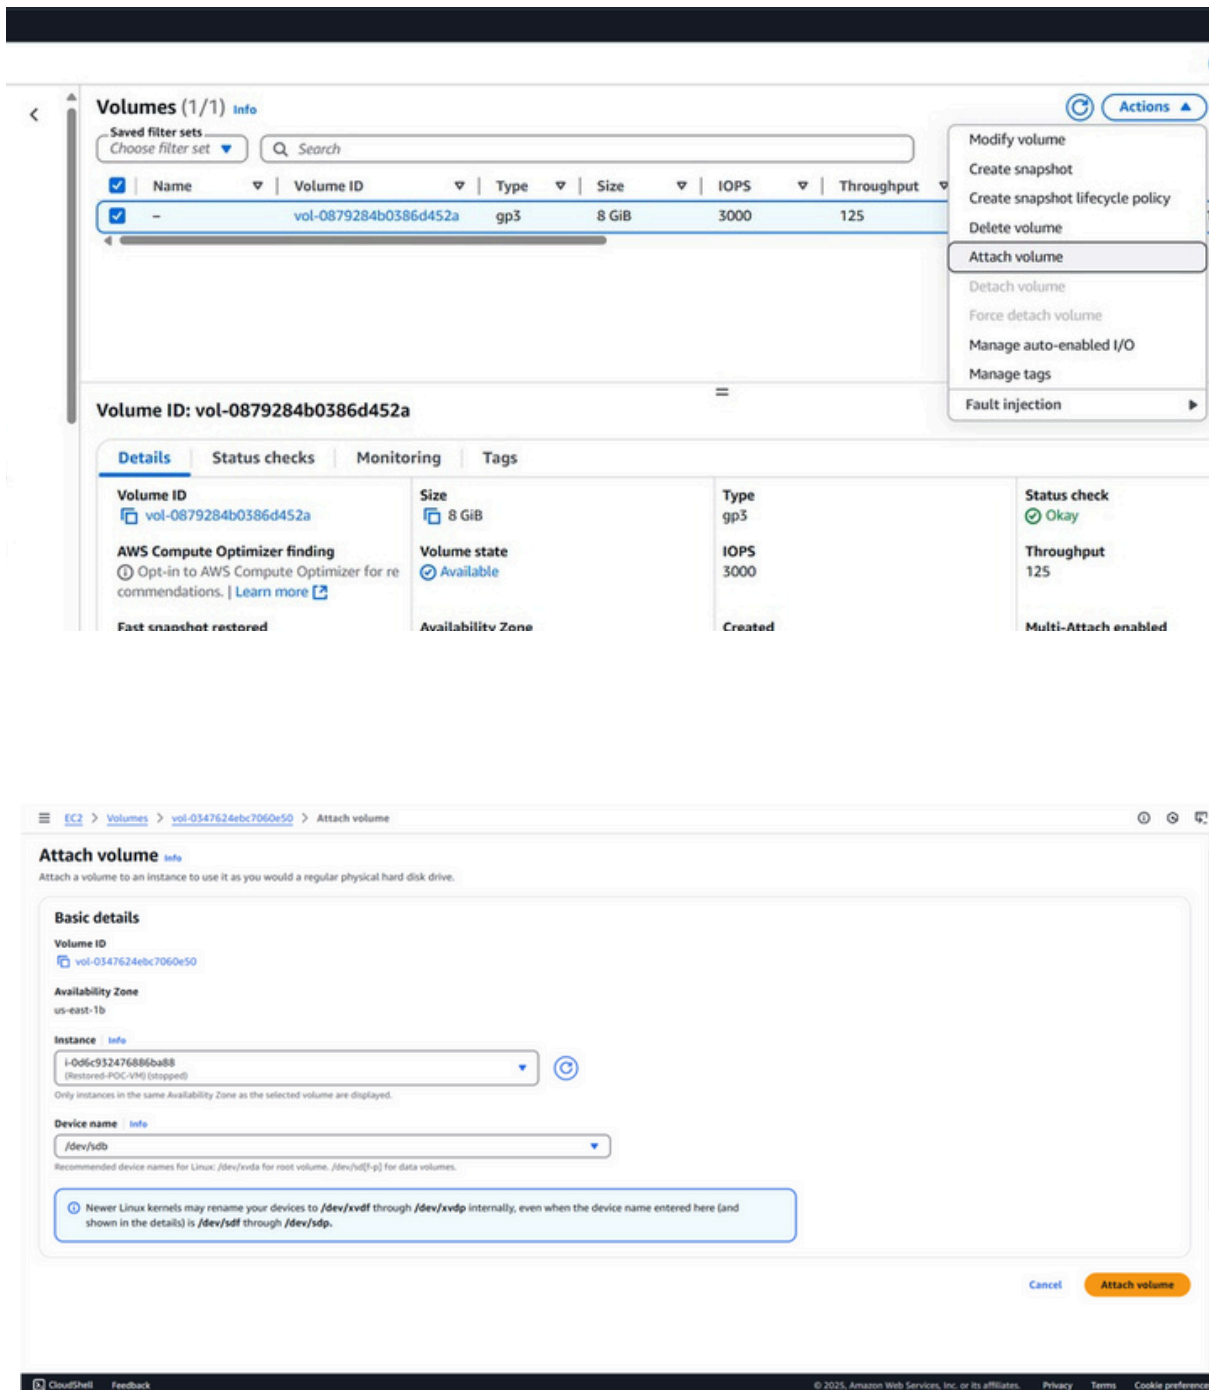 Volumes (1/1) Info
Actions
Saved filter sets
Choose filter set
Search
Name Volume ID Type Size IOPS Throughput
– vol-0879284b0386d452a gp3 8 GiB 3000 125
Modify volume
Create snapshot
Create snapshot lifecycle policy
Delete volume
Attach volume
Detach volume
Force detach volume
Manage auto-enabled I/O
Manage tags
Fault injection
Volume ID: vol-0879284b0386d452a
Details Status checks Monitoring Tags
Volume ID Size Type Status check
vol-0879284b0386d452a 8 GiB gp3 Okay
AWS Compute Optimizer finding Volume state IOPS Throughput
Opt-in to AWS Compute Optimizer for re Available 3000 125
commendations. | Learn more
Fast snapshot restored Availability Zone Created Multi-Attach enabled
EC2 > Volumes > vol-0347624ebc7060e50 > Attach volume
Attach volume Info
Attach a volume to an instance to use it as you would a regular physical hard disk drive.
Basic details
Volume ID
vol-0347624ebc7060e50
Availability Zone
us-east-1b
Instance Info
i-0d6c932476886ba88
(Restored-POC-VM) (stopped)
Only instances in the same Availability Zone as the selected volume are displayed.
Device name Info
/dev/sdb
Recommended device names for Linux: /dev/xvda for root volume. /dev/sd[f-p] for data volumes.
Newer Linux kernels may rename your devices to /dev/xvdf through /dev/xvdp internally, even when the device name entered here (and
shown in the details) is /dev/sdf through /dev/sdp.
Cancel Attach volume
CloudShell Feedback © 2025, Amazon Web Services, Inc. or its affiliates. Privacy Terms Cookie preference